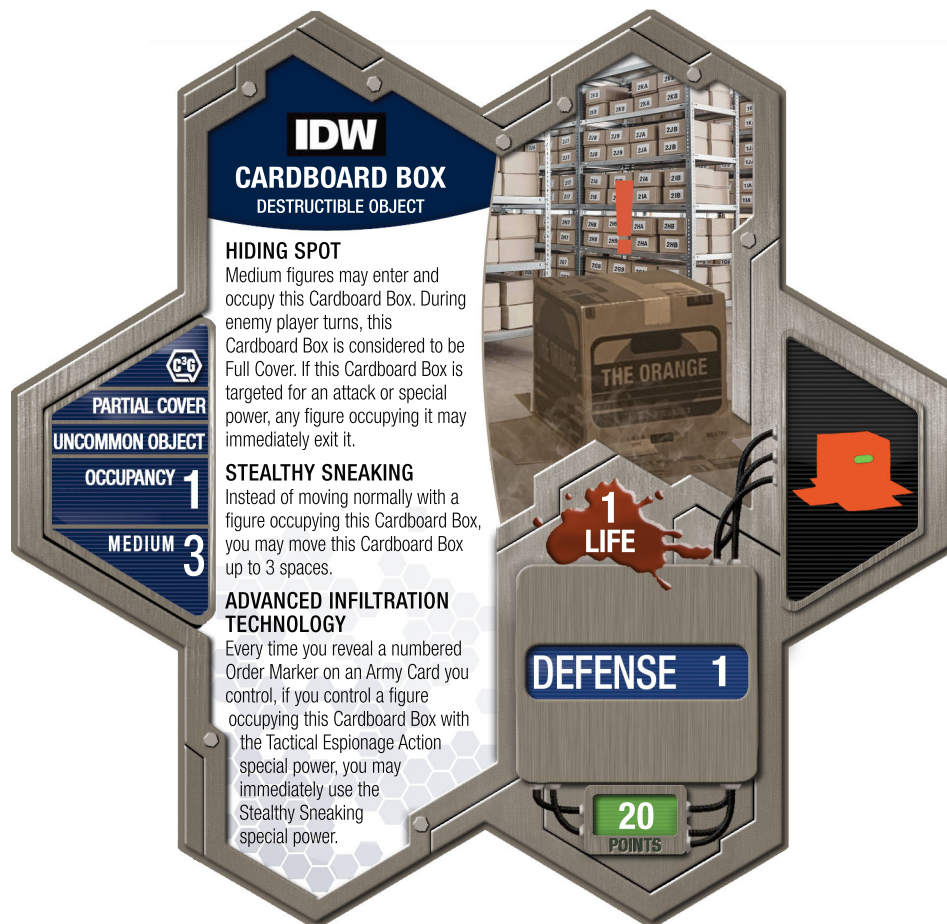 IDW
CARDBOARD BOX
DESTRUCTIBLE OBJECT
HIDING SPOT
Medium figures may enter and
occupy this Cardboard Box. During
enemy player turns, this
Cardboard Box is considered to be
Full Cover. If this Cardboard Box is
targeted for an attack or special
power, any figure occupying it may
immediately exit it.
STEALTHY SNEAKING
Instead of moving normally with a
figure occupying this Cardboard Box,
you may move this Cardboard Box
up to 3 spaces.
ADVANCED INFILTRATION
TECHNOLOGY
Every time you reveal a numbered
Order Marker on an Army Card you
control, if you control a figure
occupying this Cardboard Box with
the Tactical Espionage Action
special power, you may
immediately use the
Stealthy Sneaking
special power.
C³G
PARTIAL COVER
UNCOMMON OBJECT
OCCUPANCY 1
MEDIUM 3
!
THE ORANGE
1
LIFE
DEFENSE 1
20
POINTS